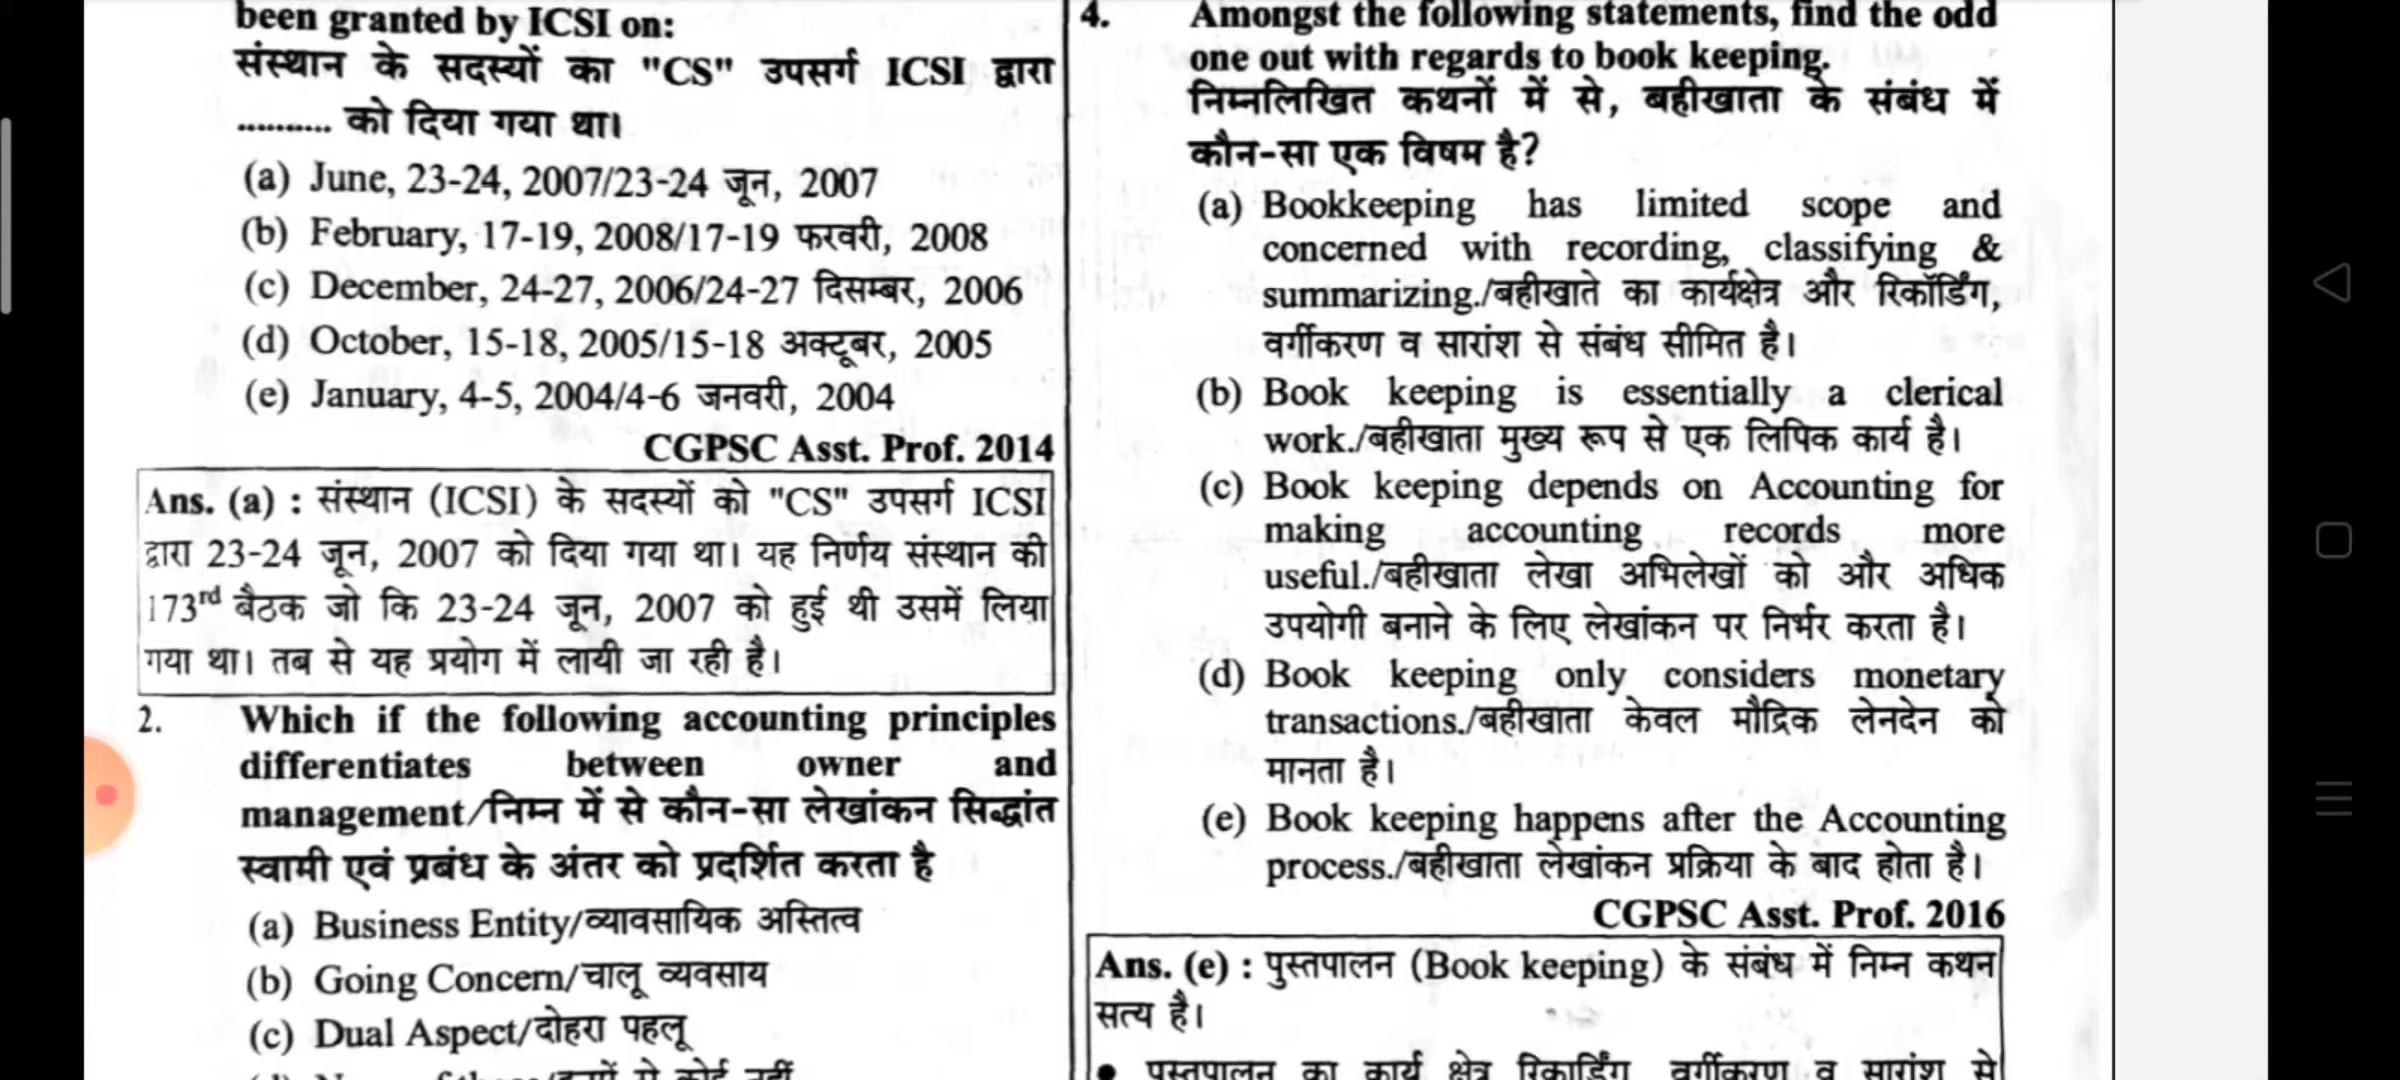 been granted by ICSI on:
संस्थान के सदस्यों का "CS" उपसर्ग ICSI द्वारा
.......... को दिया गया था।
(a) June, 23-24, 2007/23-24 जून, 2007
(b) February, 17-19, 2008/17-19 फरवरी, 2008
(c) December, 24-27, 2006/24-27 दिसम्बर, 2006
(d) October, 15-18, 2005/15-18 अक्टूबर, 2005
(e) January, 4-5, 2004/4-6 जनवरी, 2004
CGPSC Asst. Prof. 2014
Ans. (a) : संस्थान (ICSI) के सदस्यों को "CS" उपसर्ग ICSI
द्वारा 23-24 जून, 2007 को दिया गया था। यह निर्णय संस्थान की
173rd बैठक जो कि 23-24 जून, 2007 को हुई थी उसमें लिया
गया था। तब से यह प्रयोग में लायी जा रही है।
2. Which if the following accounting principles
differentiates between owner and
management/निम्न में से कौन-सा लेखांकन सिद्धांत
स्वामी एवं प्रबंध के अंतर को प्रदर्शित करता है
(a) Business Entity/व्यावसायिक अस्तित्व
(b) Going Concern/चालू व्यवसाय
(c) Dual Aspect/दोहरा पहलू
4. Amongst the following statements, find the odd
one out with regards to book keeping.
निम्नलिखित कथनों में से, बहीखाता के संबंध में
कौन-सा एक विषम है?
(a) Bookkeeping has limited scope and
concerned with recording, classifying &
summarizing./बहीखाते का कार्यक्षेत्र और रिकॉर्डिंग,
वर्गीकरण व सारांश से संबंध सीमित है।
(b) Book keeping is essentially a clerical
work./बहीखाता मुख्य रूप से एक लिपिक कार्य है।
(c) Book keeping depends on Accounting for
making accounting records more
useful./बहीखाता लेखा अभिलेखों को और अधिक
उपयोगी बनाने के लिए लेखांकन पर निर्भर करता है।
(d) Book keeping only considers monetary
transactions./बहीखाता केवल मौद्रिक लेनदेन को
मानता है।
(e) Book keeping happens after the Accounting
process./बहीखाता लेखांकन प्रक्रिया के बाद होता है।
CGPSC Asst. Prof. 2016
Ans. (e) : पुस्तपालन (Book keeping) के संबंध में निम्न कथन
सत्य है।
• पुस्तपालन का कार्य क्षेत्र रिकार्डिंग, वर्गीकरण व सारांश से